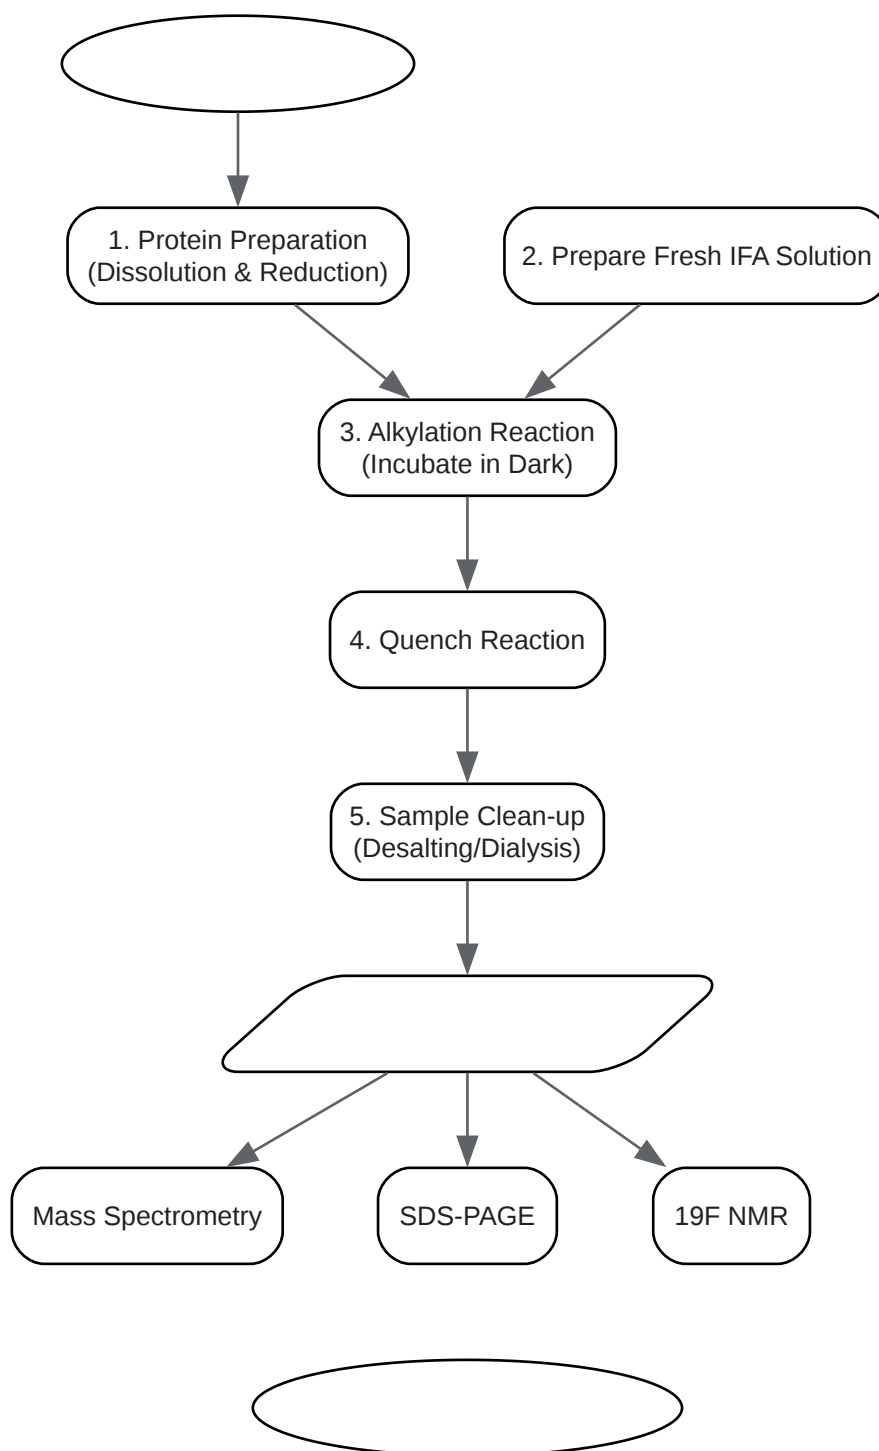 1. Protein Preparation
(Dissolution & Reduction)
2. Prepare Fresh IFA Solution
3. Alkylation Reaction
(Incubate in Dark)
4. Quench Reaction
5. Sample Clean-up
(Desalting/Dialysis)
Mass Spectrometry
SDS-PAGE
19F NMR